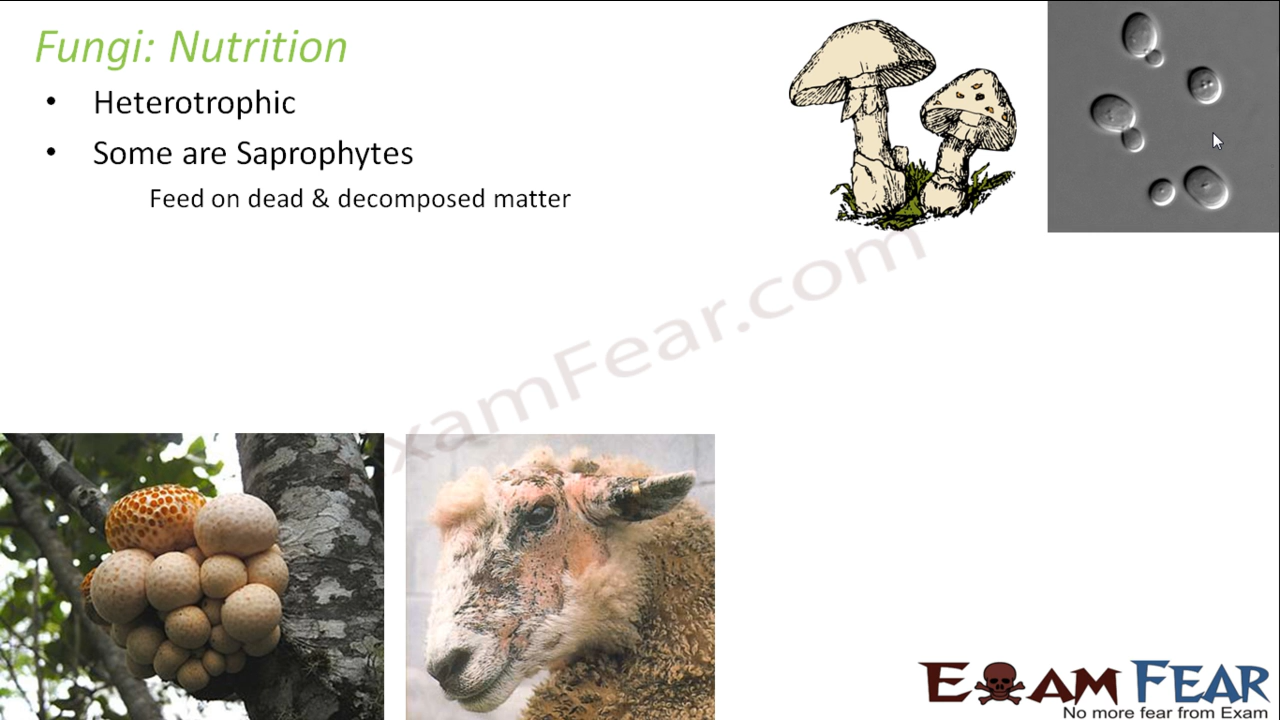 Fungi: Nutrition
• Heterotrophic
• Some are Saprophytes
Feed on dead & decomposed matter
examFear.com
EXAM FEAR
No more fear from Exam